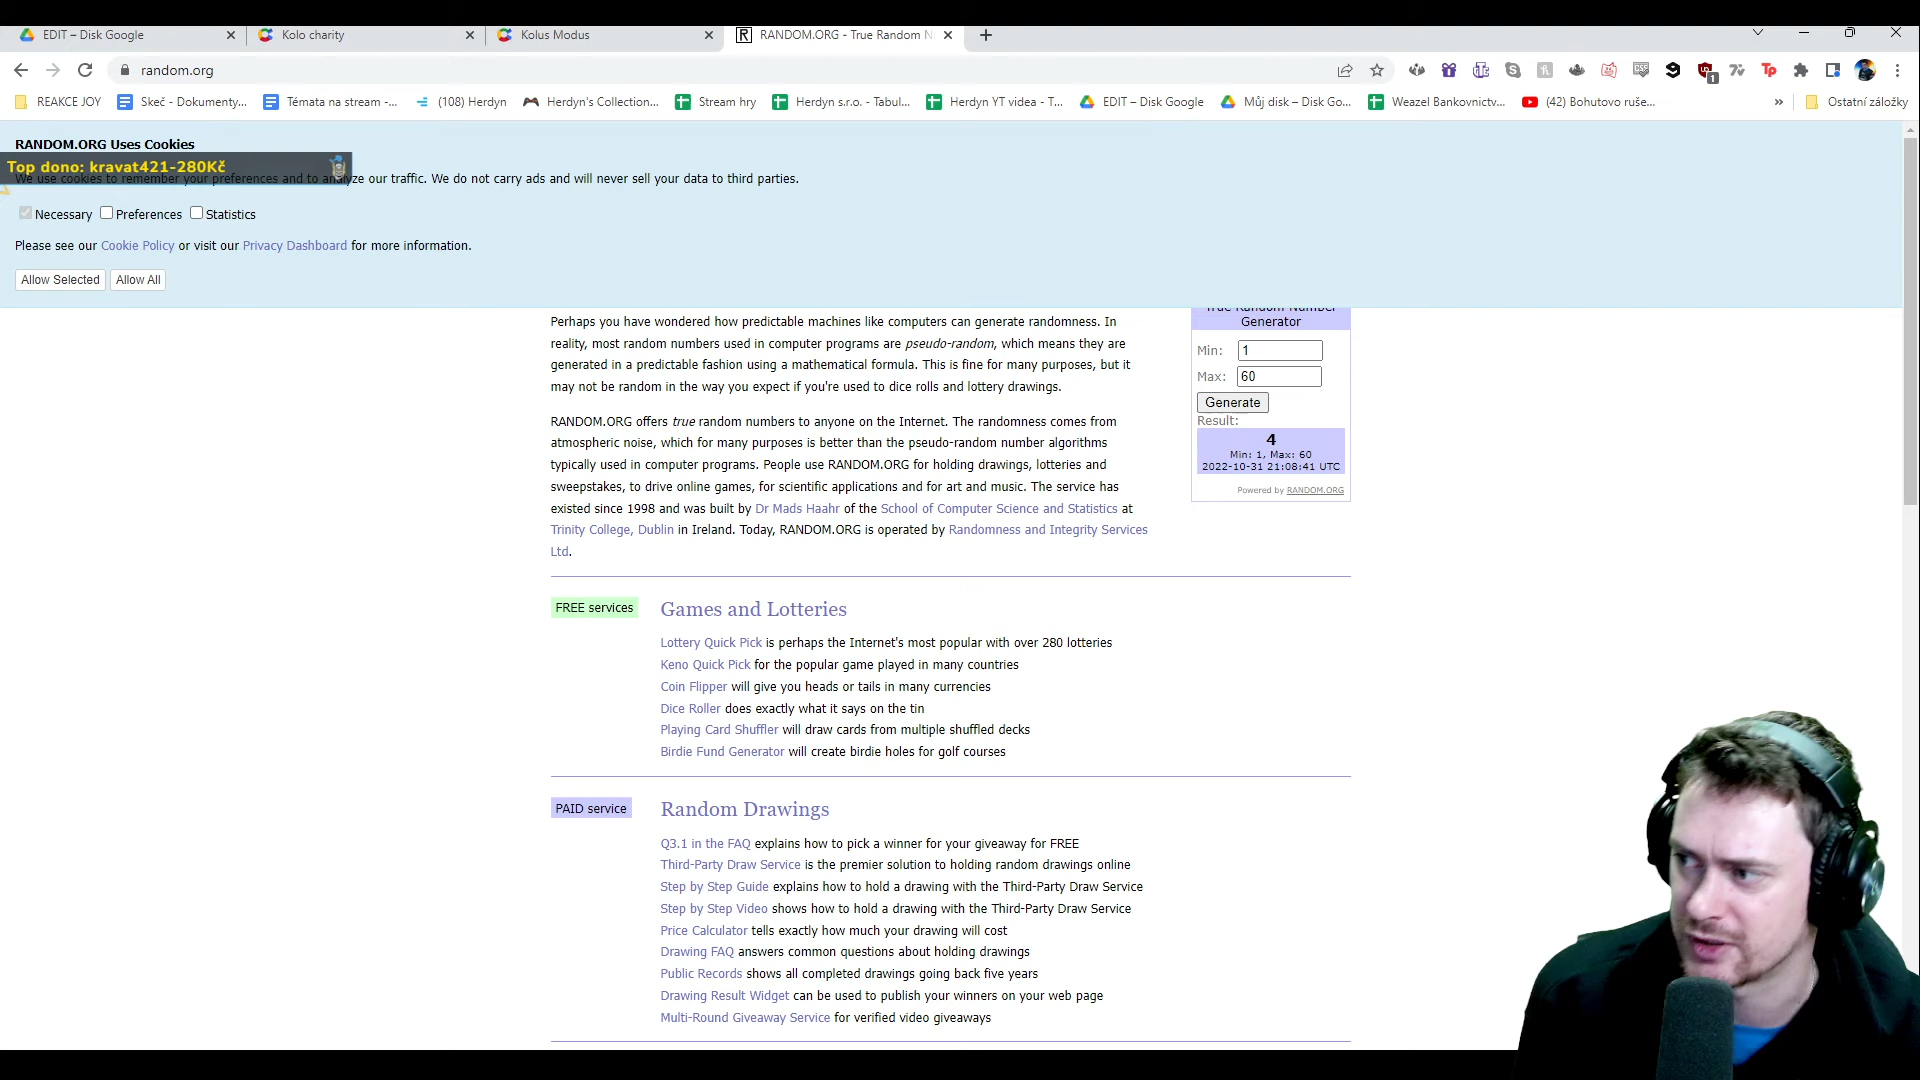 EDIT – Disk Google
Kolo charity
Kolus Modus
RANDOM.ORG - True Random N
random.org
REAKCE JOY
Skeč - Dokumenty...
Témata na stream -...
(108) Herdyn
Herdyn's Collection...
Stream hry
Herdyn s.r.o. - Tabul...
Herdyn YT videa - T...
EDIT – Disk Google
Můj disk – Disk Go...
Weazel Bankovnictv...
(42) Bohutovo ruše...
»
Ostatní záložky
RANDOM.ORG Uses Cookies
Top dono: kravat421-280Kč
We use cookies to remember your preferences and to analyze our traffic. We do not carry ads and will never sell your data to third parties.
Necessary Preferences Statistics
Please see our Cookie Policy or visit our Privacy Dashboard for more information.
Allow Selected Allow All
Perhaps you have wondered how predictable machines like computers can generate randomness. In
reality, most random numbers used in computer programs are pseudo-random, which means they are
generated in a predictable fashion using a mathematical formula. This is fine for many purposes, but it
may not be random in the way you expect if you're used to dice rolls and lottery drawings.
RANDOM.ORG offers true random numbers to anyone on the Internet. The randomness comes from
atmospheric noise, which for many purposes is better than the pseudo-random number algorithms
typically used in computer programs. People use RANDOM.ORG for holding drawings, lotteries and
sweepstakes, to drive online games, for scientific applications and for art and music. The service has
existed since 1998 and was built by Dr Mads Haahr of the School of Computer Science and Statistics at
Trinity College, Dublin in Ireland. Today, RANDOM.ORG is operated by Randomness and Integrity Services
Ltd.
True Random Number
Generator
Min: 1
Max: 60
Generate
Result:
4
Min: 1, Max: 60
2022-10-31 21:08:41 UTC
Powered by RANDOM.ORG
FREE services
Games and Lotteries
Lottery Quick Pick is perhaps the Internet's most popular with over 280 lotteries
Keno Quick Pick for the popular game played in many countries
Coin Flipper will give you heads or tails in many currencies
Dice Roller does exactly what it says on the tin
Playing Card Shuffler will draw cards from multiple shuffled decks
Birdie Fund Generator will create birdie holes for golf courses
PAID service
Random Drawings
Q3.1 in the FAQ explains how to pick a winner for your giveaway for FREE
Third-Party Draw Service is the premier solution to holding random drawings online
Step by Step Guide explains how to hold a drawing with the Third-Party Draw Service
Step by Step Video shows how to hold a drawing with the Third-Party Draw Service
Price Calculator tells exactly how much your drawing will cost
Drawing FAQ answers common questions about holding drawings
Public Records shows all completed drawings going back five years
Drawing Result Widget can be used to publish your winners on your web page
Multi-Round Giveaway Service for verified video giveaways